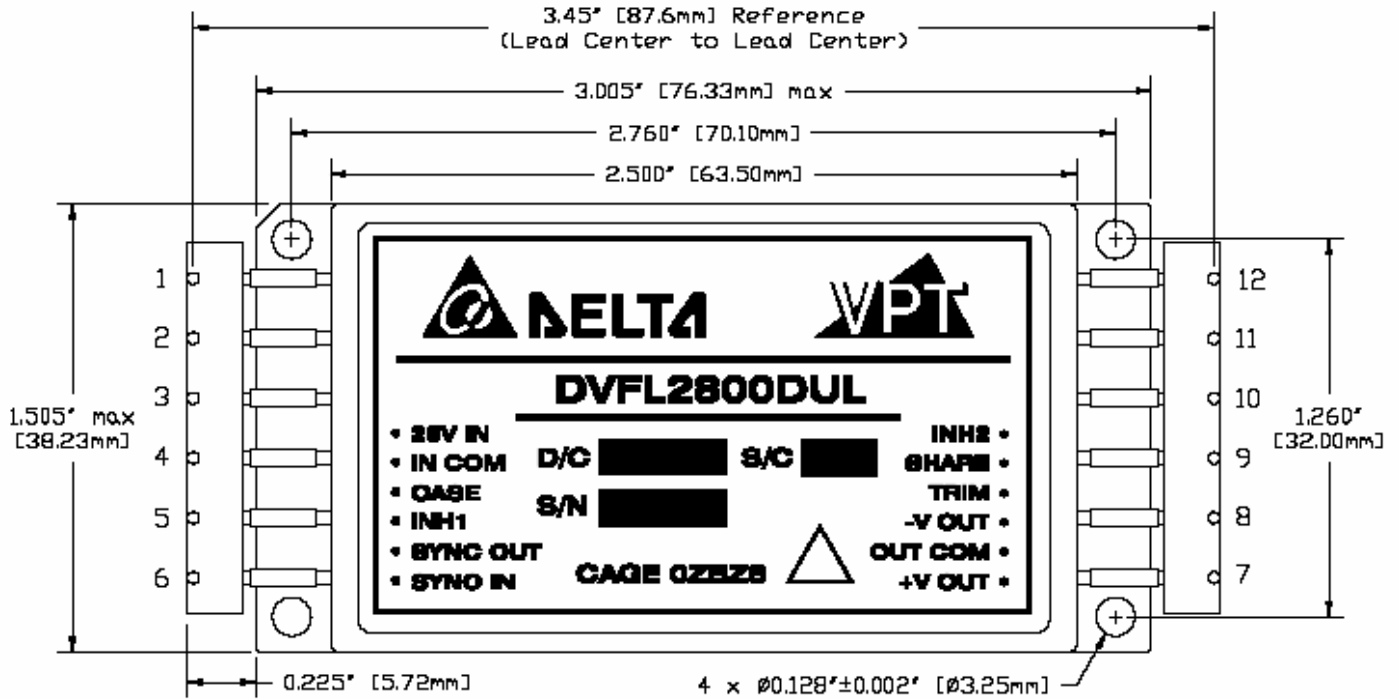 3.45" [87.6mm] Reference
(Lead Center to Lead Center)
3.005" [76.33mm] max
2.760" [70.10mm]
2.500" [63.50mm]
1
2
3
4
5
6
12
11
10
9
8
7
1.505" max
[38.23mm]
1.260"
[32.00mm]
DELTA
VPT
DVFL2800DUL
• 28V IN
• IN COM
• CASE
• INH1
• SYNC OUT
• SYNC IN
D/C
S/C
S/N
CAGE
INH2 •
SHARE •
TRIM •
-V OUT •
OUT COM •
+V OUT •
0.225" [5.72mm]
4 x Ø0.128"±0.002" [Ø3.25mm]